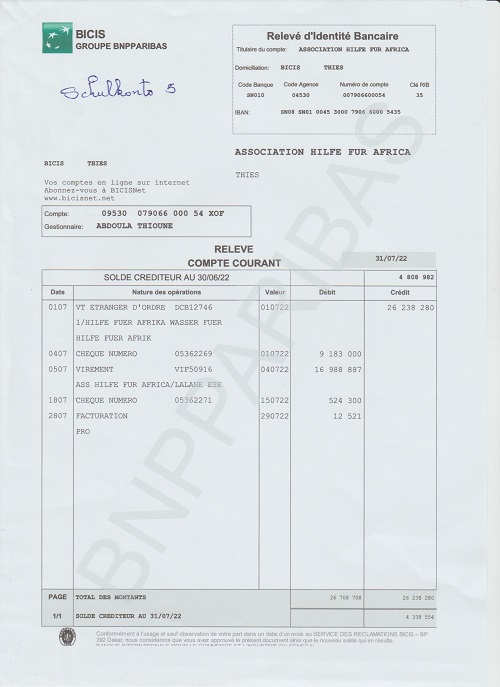 BICIS
GROUPE BNPPARIBAS
Schulkonto 5
Relevé d'Identité Bancaire
Titulaire du compte: ASSOCIATION HILFE FUR AFRICA
Domiciliation: BICIS THIES
Code Banque Code Agence Numéro de compte Clé RIB
SN010 04530 007906600054 35
IBAN: SN08 SN01 0045 3000 7906 6000 5435
ASSOCIATION HILFE FUR AFRICA
THIES
BICIS THIES
Vos comptes en ligne sur internet
Abonnez-vous à BICISNet
www.bicisnet.net
Compte: 09530 079066 000 54 XOF
Gestionnaire: ABDOULA THIOUNE
RELEVE
COMPTE COURANT 31/07/22
SOLDE CREDITEUR AU 30/06/22 4 808 982
Date Nature des opérations Valeur Débit Crédit
0107 VT ETRANGER D'ORDRE DCB12746 010722 26 238 280
1/HILFE FUER AFRIKA WASSER FUER
HILFE FUER AFRIK
0407 CHEQUE NUMERO 05362269 010722 9 183 000
0507 VIREMENT VIF50916 040722 16 988 887
ASS HILFE FUR AFRICA/LALANE ESE
1807 CHEQUE NUMERO 05362271 150722 524 300
2807 FACTURATION 290722 12 521
PRO
BNPPARIBAS
PAGE TOTAL DES MONTANTS 26 708 708 26 238 280
1/1 SOLDE CREDITEUR AU 31/07/22 4 338 554
Conformément à l'usage et sauf observation de votre part dans un délai d'un mois au SERVICE DES RECLAMATIONS BICIS – BP
392 Dakar, nous considérons que vous avez approuvé le présent document ainsi que le nouveau solde qui en résulte.